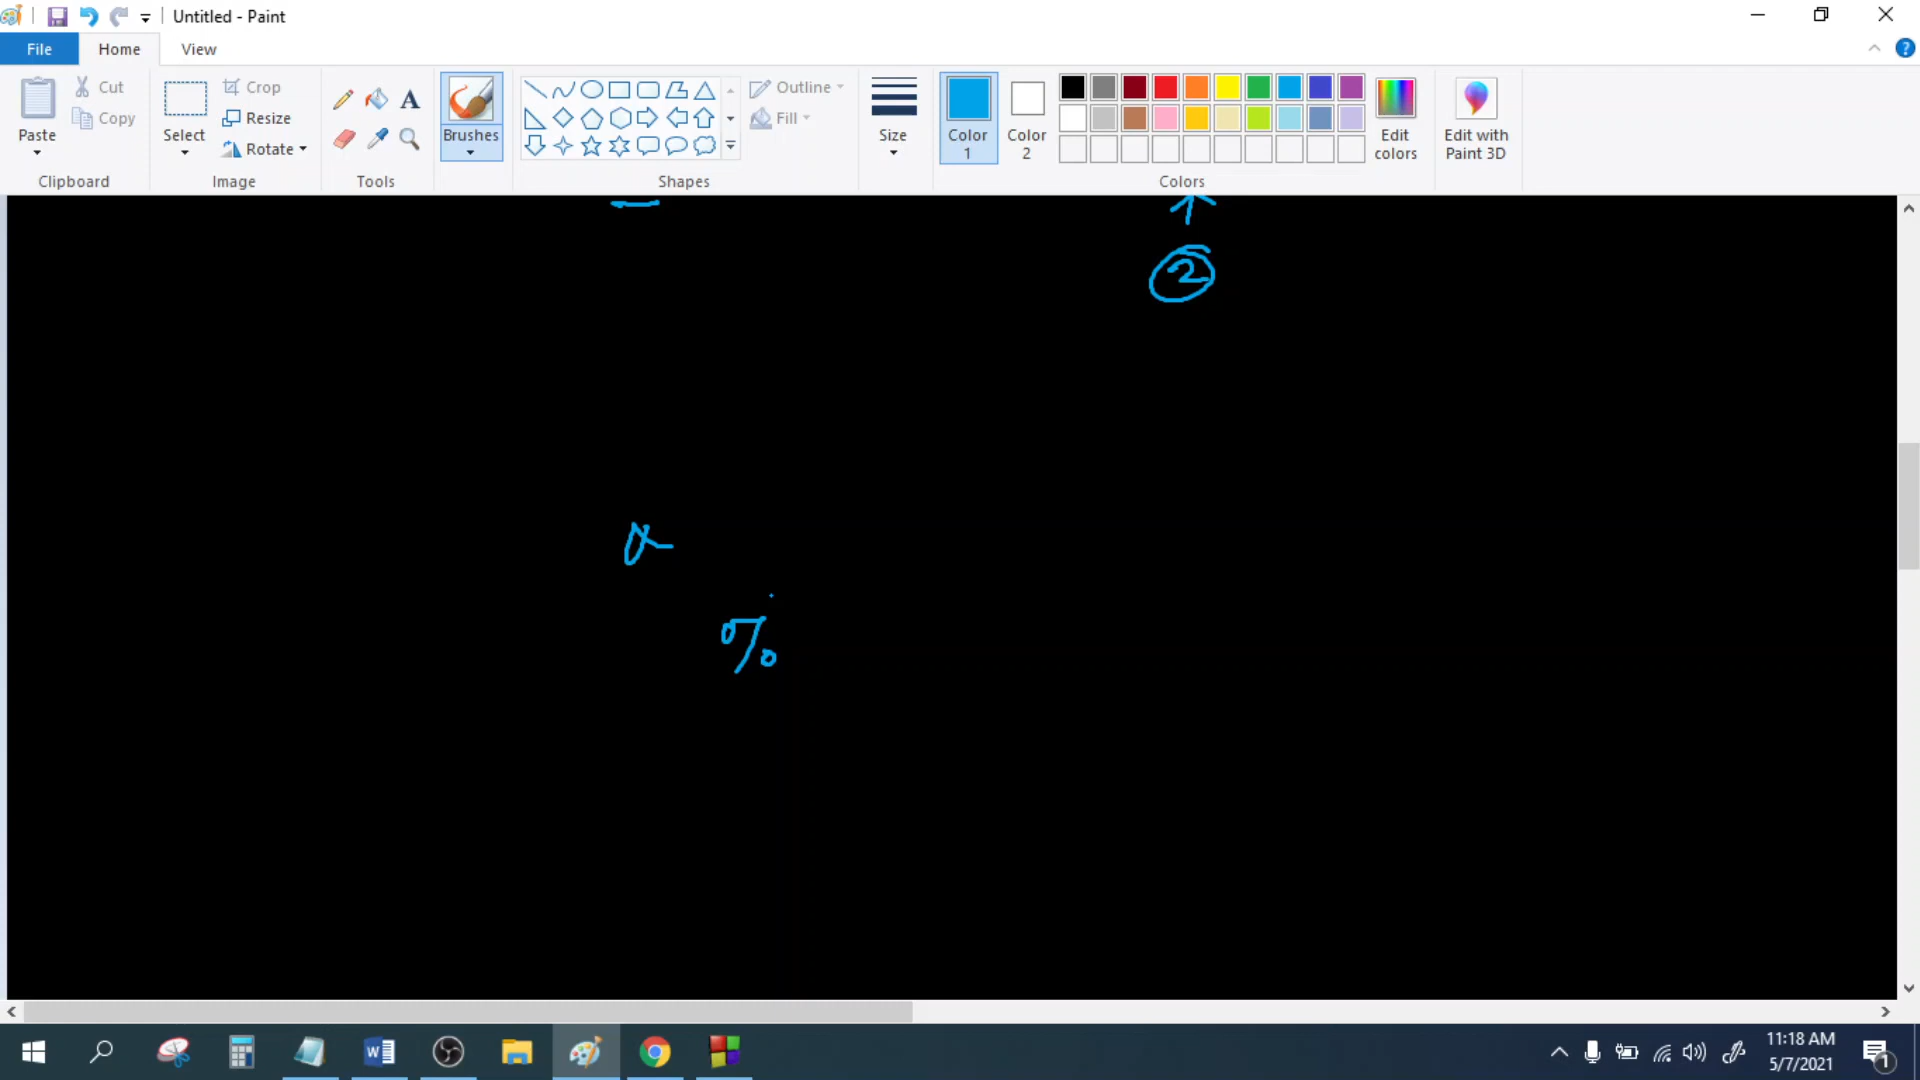 Untitled - Paint
File Home View
Paste Cut Copy Select Crop Resize Rotate Brushes Outline Fill Size Color 1 Color 2 Edit colors Edit with Paint 3D
Clipboard Image Tools Shapes Colors
2
%
11:18 AM
5/7/2021
1